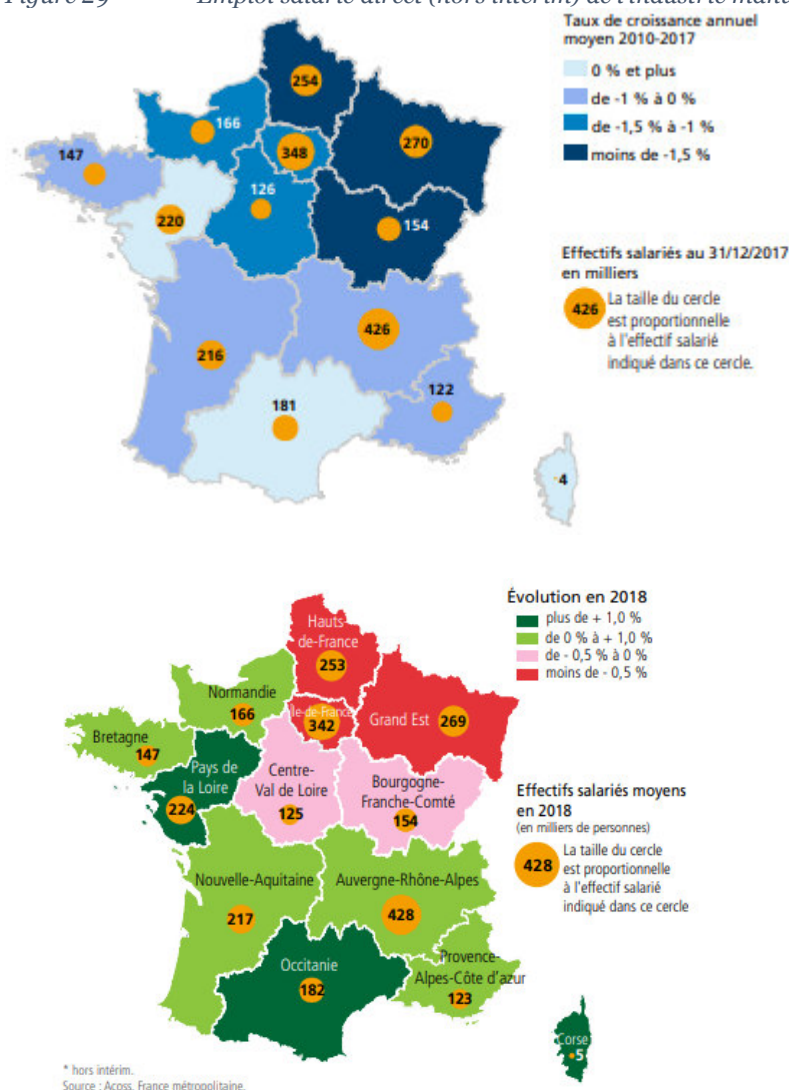 Figure 29 Emploi salarié direct (hors intérim) de l'industrie
Taux de croissance annuel
moyen 2010-2017
0 % et plus
de -1 % à 0 %
de -1,5 % à -1 %
moins de -1,5 %
254
166
348
270
147
126
220
154
426
216
122
181
4
Effectifs salariés au 31/12/2017
en milliers
426
La taille du cercle
est proportionnelle
à l'effectif salarié
indiqué dans ce cercle.
Évolution en 2018
plus de + 1,0 %
de 0 % à + 1,0 %
de - 0,5 % à 0 %
moins de - 0,5 %
Hauts-
de-France
253
Normandie
166
Île-de-France
342
Grand Est
269
Bretagne
147
Pays de
la Loire
224
Centre-
Val de Loire
125
Bourgogne-
Franche-Comté
154
Effectifs salariés moyens
en 2018
(en milliers de personnes)
428
La taille du cercle
est proportionnelle
à l'effectif salarié
indiqué dans ce cercle
Nouvelle-Aquitaine
217
Auvergne-Rhône-Alpes
428
Occitanie
182
Provence-
Alpes-Côte d'azur
123
Corse
5
* hors intérim.
Source : Acoss, France métropolitaine.